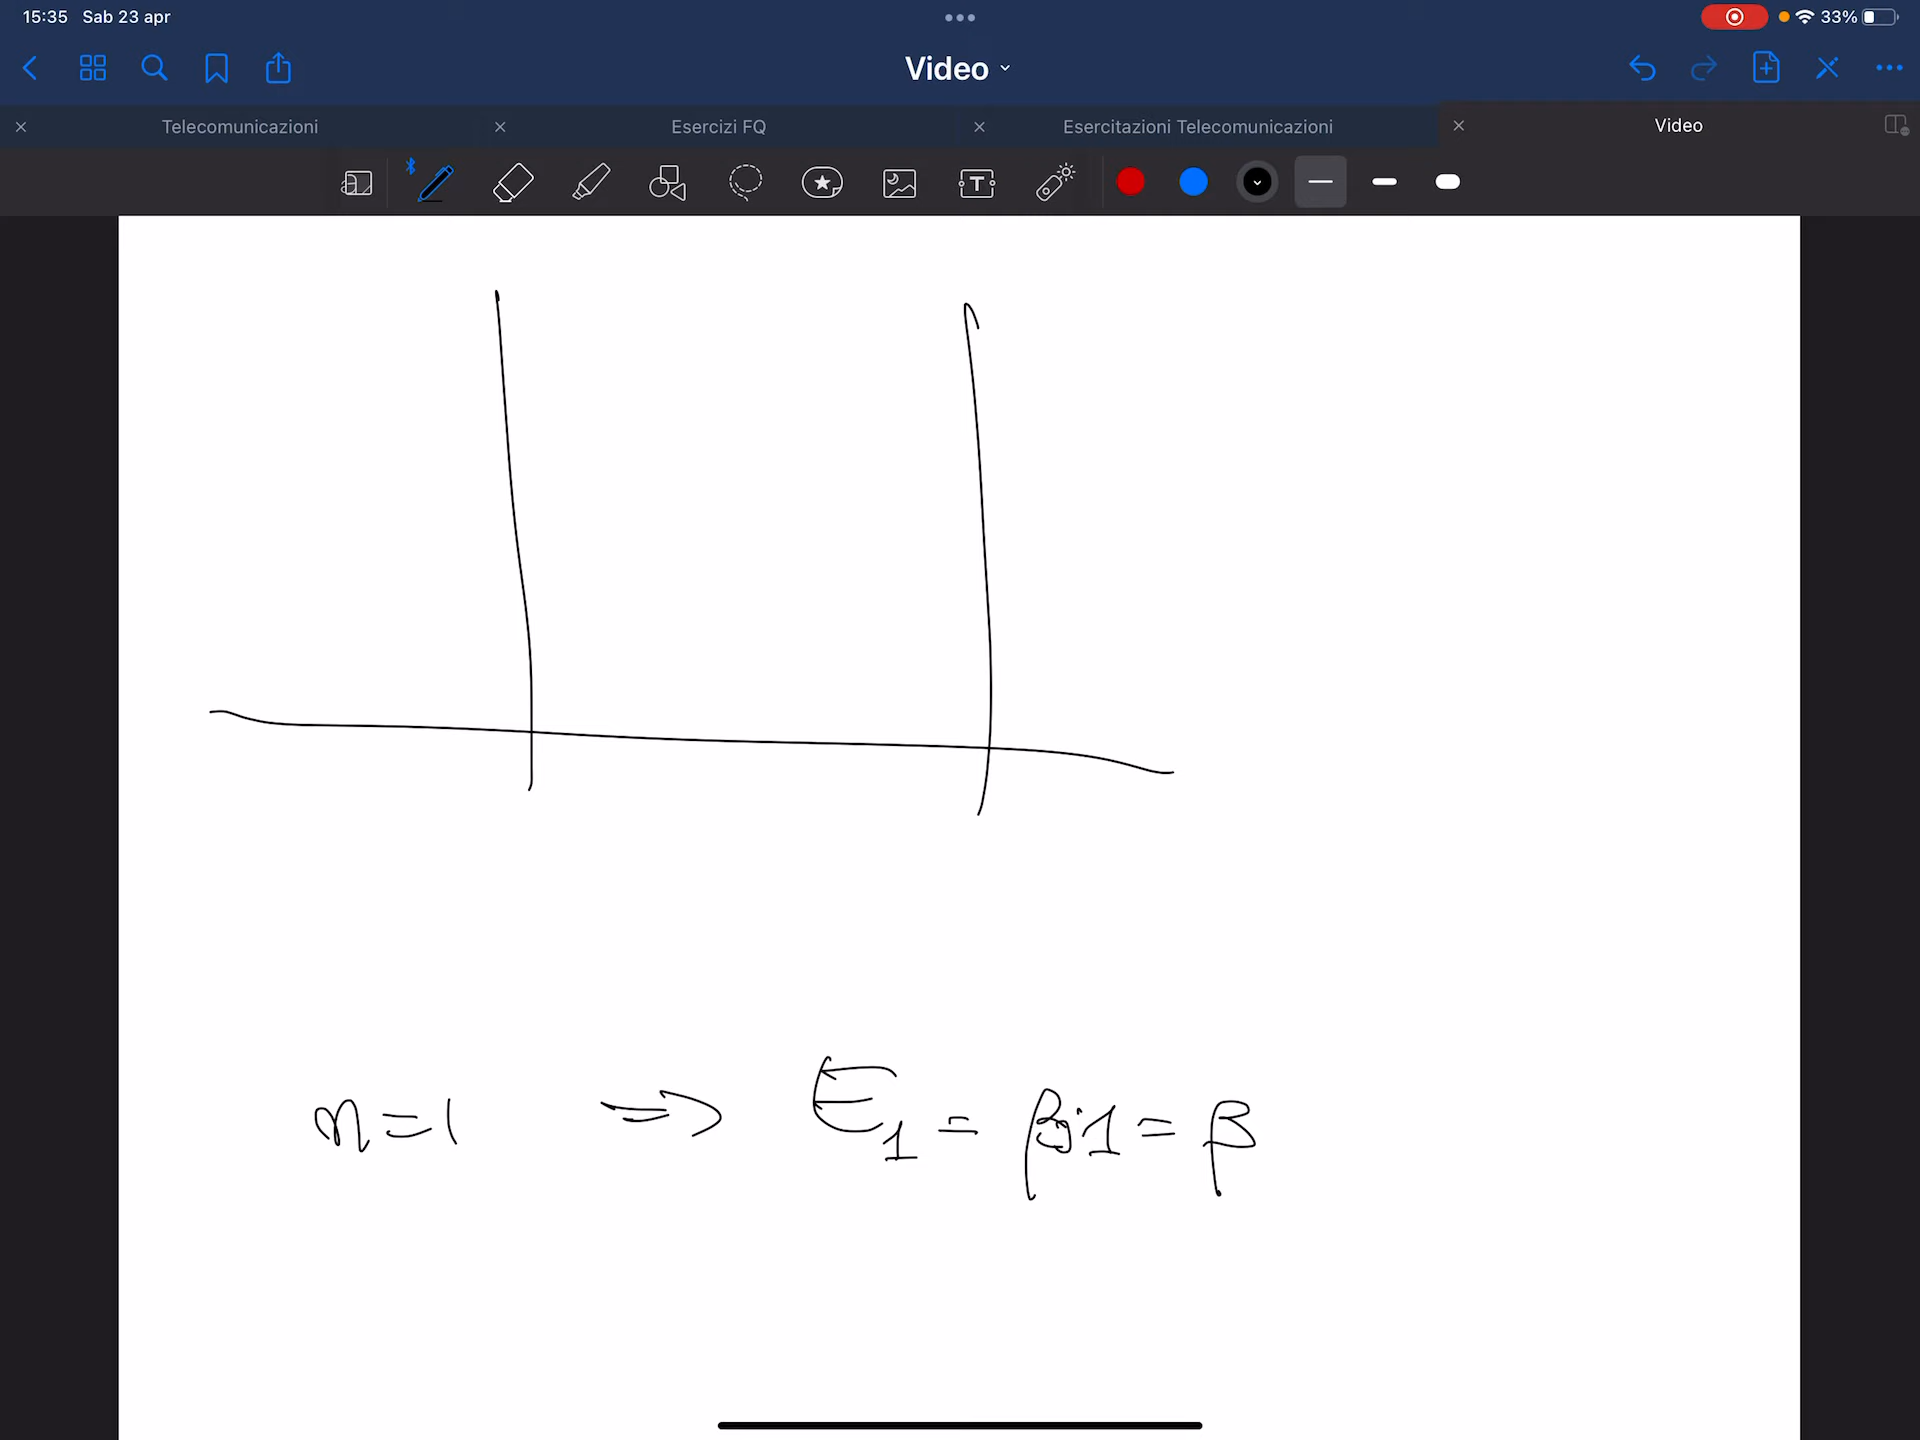 15:35 Sab 23 apr 33%
Video
Telecomunicazioni Esercizi FQ Esercitazioni Telecomunicazioni Video
T
n=1 => E₁ = β·1 = β